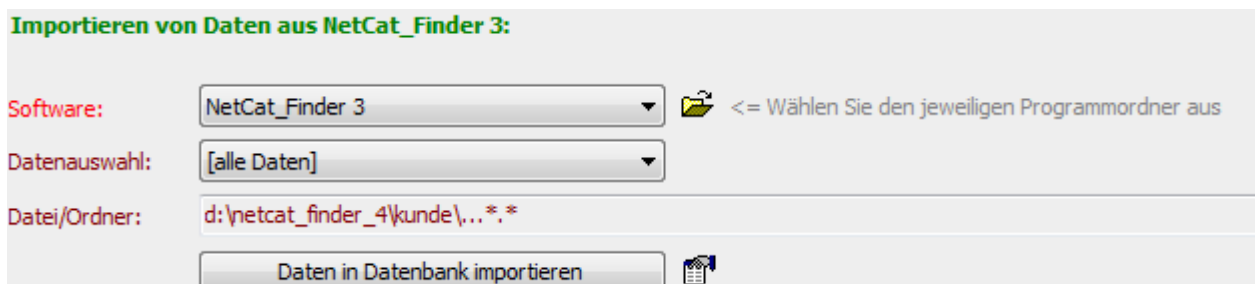 Importieren von Daten aus NetCat_Finder 3:
Software: NetCat_Finder 3 <= Wählen Sie den jeweiligen Programmordner aus
Datenauswahl: [alle Daten]
Datei/Ordner: d:\netcat_finder_4\kunde\...*.*
Daten in Datenbank importieren